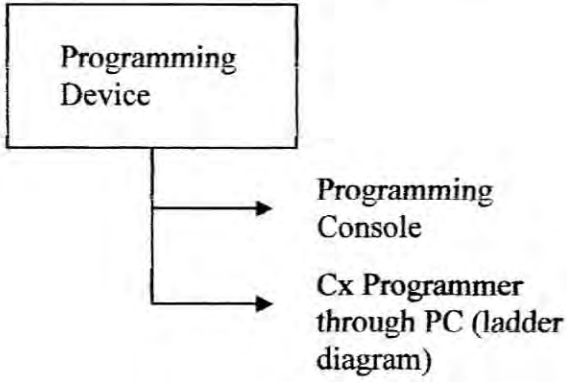 Programming
Device
Programming
Console
Cx Programmer
through PC (ladder
diagram)